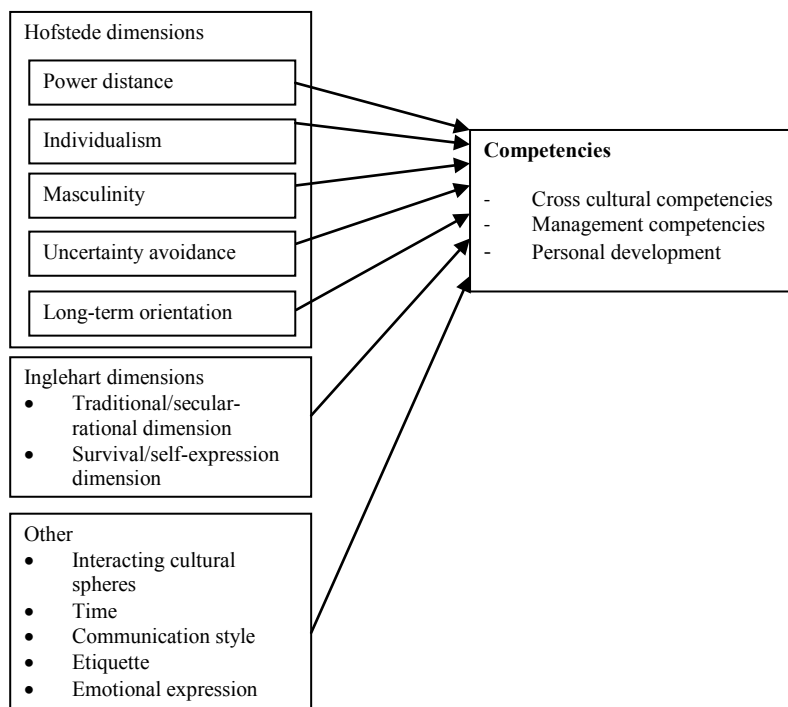 Hofstede dimensions
Power distance
Individualism
Masculinity
Uncertainty avoidance
Long-term orientation
Inglehart dimensions
• Traditional/secular-
rational dimension
• Survival/self-expression
dimension
Other
• Interacting cultural
spheres
• Time
• Communication style
• Etiquette
• Emotional expression
Competencies
- Cross cultural competencies
- Management competencies
- Personal development